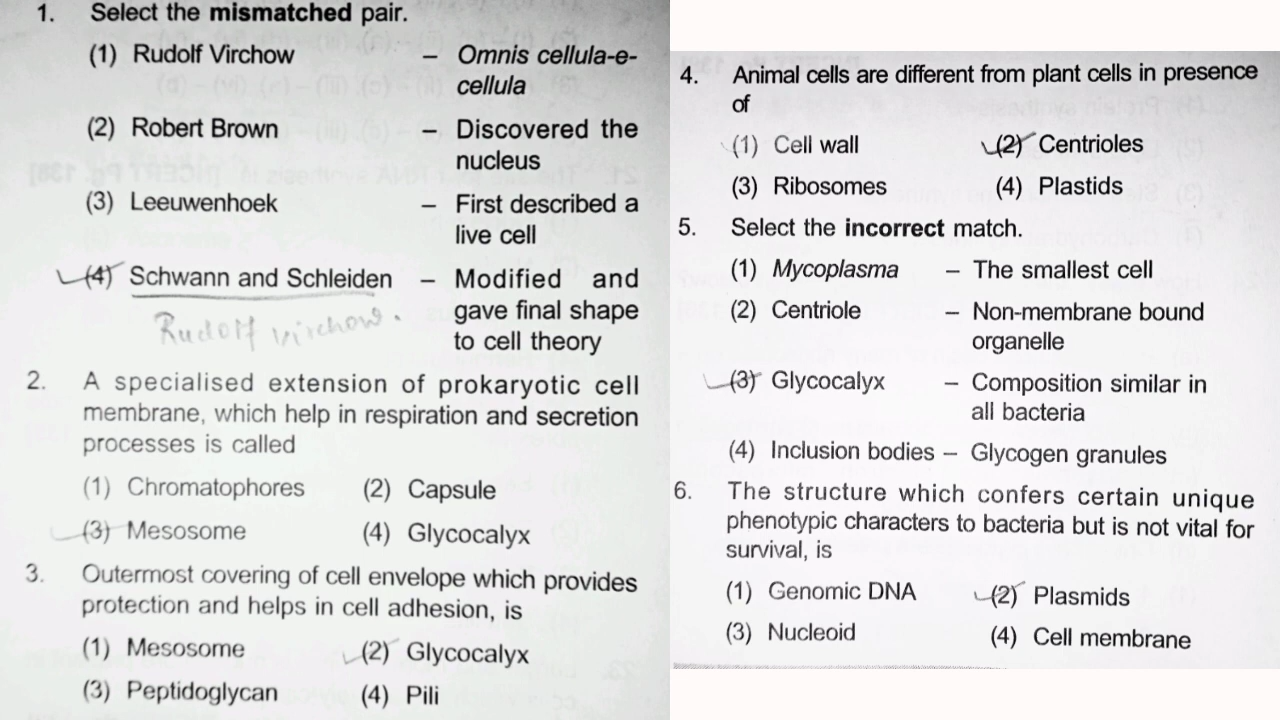 1. Select the mismatched pair.
(1) Rudolf Virchow – Omnis cellula-e-
cellula
(2) Robert Brown – Discovered the
nucleus
(3) Leeuwenhoek – First described a
live cell
(4) Schwann and Schleiden – Modified and
gave final shape
to cell theory
Rudolf virchow.
2. A specialised extension of prokaryotic cell
membrane, which help in respiration and secretion
processes is called
(1) Chromatophores (2) Capsule
(3) Mesosome (4) Glycocalyx
3. Outermost covering of cell envelope which provides
protection and helps in cell adhesion, is
(1) Mesosome (2) Glycocalyx
(3) Peptidoglycan (4) Pili
4. Animal cells are different from plant cells in presence
of
(1) Cell wall (2) Centrioles
(3) Ribosomes (4) Plastids
5. Select the incorrect match.
(1) Mycoplasma – The smallest cell
(2) Centriole – Non-membrane bound
organelle
(3) Glycocalyx – Composition similar in
all bacteria
(4) Inclusion bodies – Glycogen granules
6. The structure which confers certain unique
phenotypic characters to bacteria but is not vital for
survival, is
(1) Genomic DNA (2) Plasmids
(3) Nucleoid (4) Cell membrane